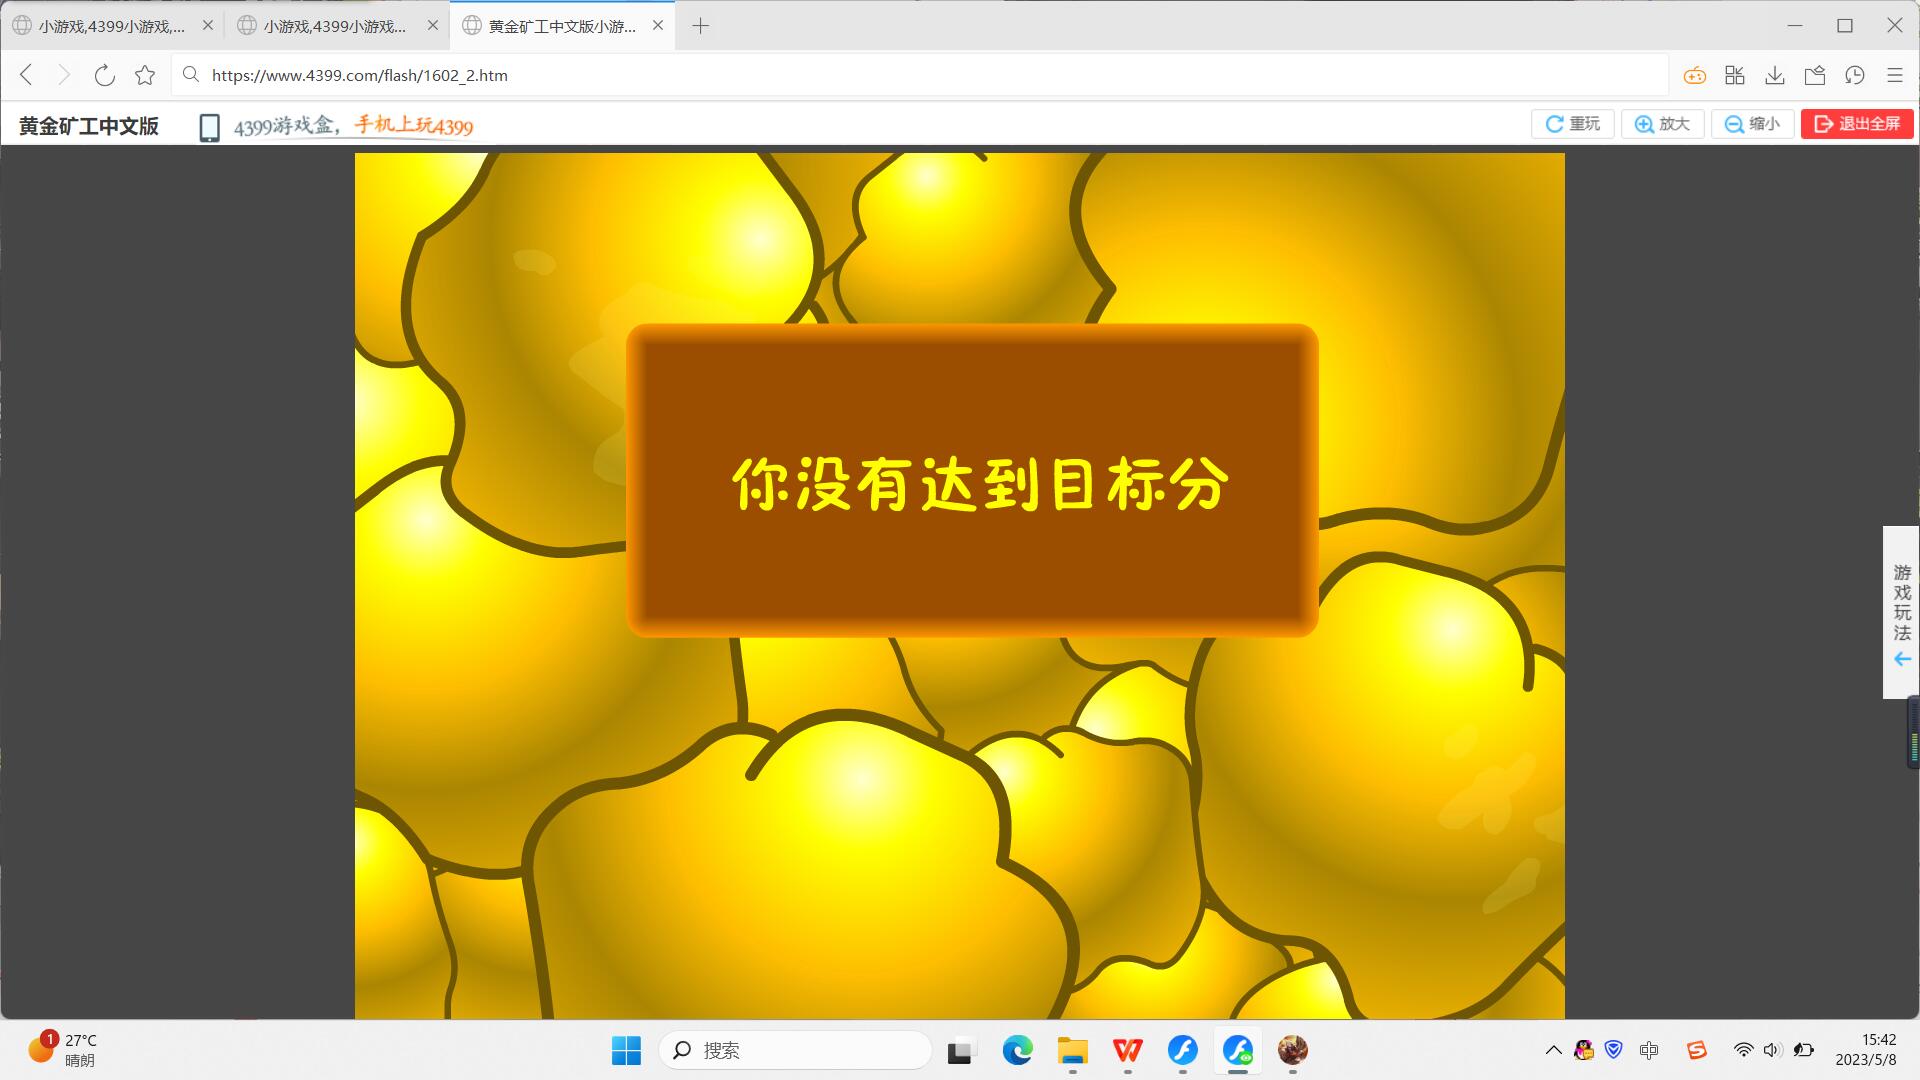 小游戏,4399小游戏,...
小游戏,4399小游戏...
黄金矿工中文版小游...
https://www.4399.com/flash/1602_2.htm
黄金矿工中文版
4399游戏盒，手机上玩4399
重玩
放大
缩小
退出全屏
你没有达到目标分
游戏玩法
1
27°C
晴朗
搜索
中
15:42
2023/5/8